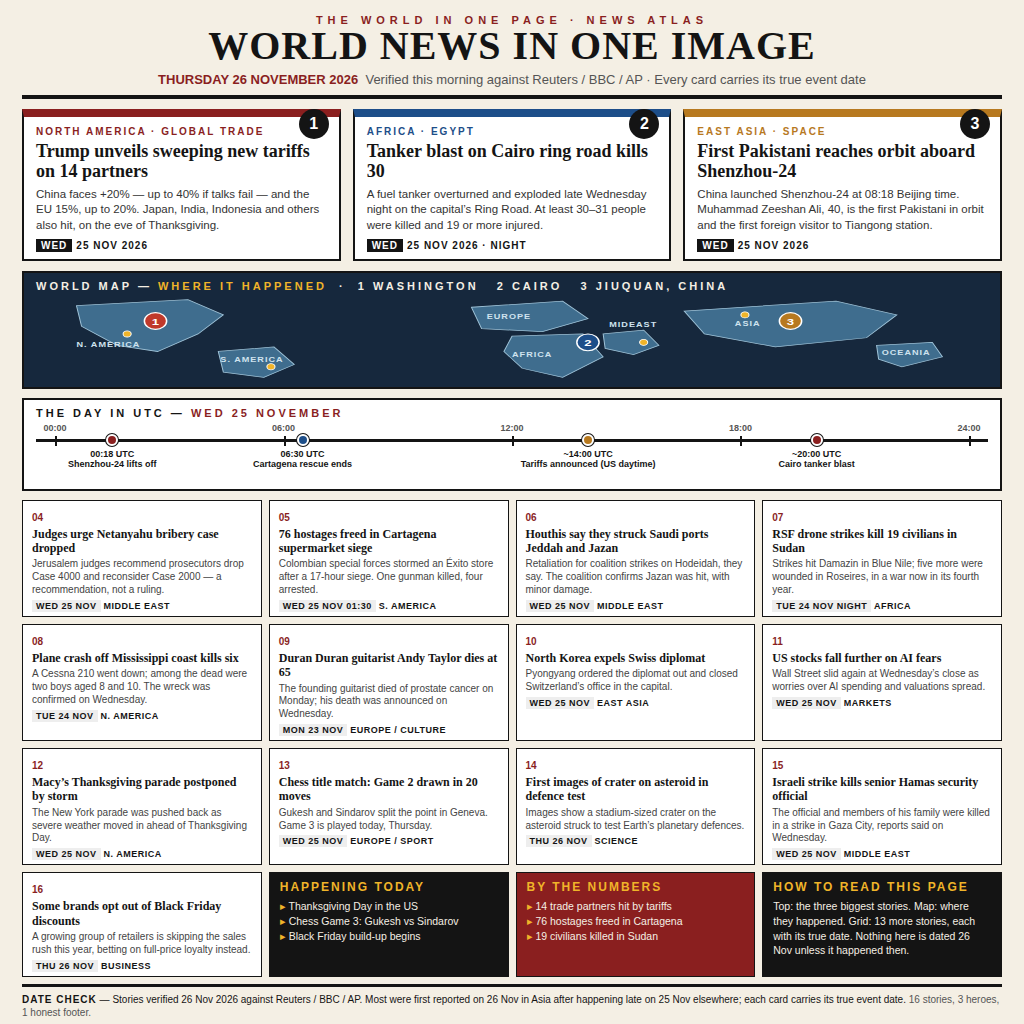 THE WORLD IN ONE PAGE · NEWS ATLAS
WORLD NEWS IN ONE IMAGE
THURSDAY 26 NOVEMBER 2026 Verified this morning against Reuters / BBC / AP · Every card carries its true event date
1
NORTH AMERICA · GLOBAL TRADE
Trump unveils sweeping new tariffs
on 14 partners
China faces +20% — up to 40% if talks fail — and the
EU 15%, up to 20%. Japan, India, Indonesia and others
also hit, on the eve of Thanksgiving.
WED 25 NOV 2026
2
AFRICA · EGYPT
Tanker blast on Cairo ring road kills
30
A fuel tanker overturned and exploded late Wednesday
night on the capital’s Ring Road. At least 30–31 people
were killed and 19 or more injured.
WED 25 NOV 2026 · NIGHT
3
EAST ASIA · SPACE
First Pakistani reaches orbit aboard
Shenzhou-24
China launched Shenzhou-24 at 08:18 Beijing time.
Muhammad Zeeshan Ali, 40, is the first Pakistani in orbit
and the first foreign visitor to Tiangong station.
WED 25 NOV 2026
WORLD MAP — WHERE IT HAPPENED · 1 WASHINGTON 2 CAIRO 3 JIUQUAN, CHINA
1
N. AMERICA
S. AMERICA
EUROPE
AFRICA
2
MIDEAST
ASIA
3
OCEANIA
THE DAY IN UTC — WED 25 NOVEMBER
00:00 06:00 12:00 18:00 24:00
00:18 UTC
Shenzhou-24 lifts off
06:30 UTC
Cartagena rescue ends
~14:00 UTC
Tariffs announced (US daytime)
~20:00 UTC
Cairo tanker blast
04
Judges urge Netanyahu bribery case
dropped
Jerusalem judges recommend prosecutors drop
Case 4000 and reconsider Case 2000 — a
recommendation, not a ruling.
WED 25 NOV MIDDLE EAST
05
76 hostages freed in Cartagena
supermarket siege
Colombian special forces stormed an Éxito store
after a 17-hour siege. One gunman killed, four
arrested.
WED 25 NOV 01:30 S. AMERICA
06
Houthis say they struck Saudi ports
Jeddah and Jazan
Retaliation for coalition strikes on Hodeidah, they
say. The coalition confirms Jazan was hit, with
minor damage.
WED 25 NOV MIDDLE EAST
07
RSF drone strikes kill 19 civilians in
Sudan
Strikes hit Damazin in Blue Nile; five more were
wounded in Roseires, in a war now in its fourth
year.
TUE 24 NOV NIGHT AFRICA
08
Plane crash off Mississippi coast kills six
A Cessna 210 went down; among the dead were
two boys aged 8 and 10. The wreck was
confirmed on Wednesday.
TUE 24 NOV N. AMERICA
09
Duran Duran guitarist Andy Taylor dies at
65
The founding guitarist died of prostate cancer on
Monday; his death was announced on
Wednesday.
MON 23 NOV EUROPE / CULTURE
10
North Korea expels Swiss diplomat
Pyongyang ordered the diplomat out and closed
Switzerland’s office in the capital.
WED 25 NOV EAST ASIA
11
US stocks fall further on AI fears
Wall Street slid again at Wednesday’s close as
worries over AI spending and valuations spread.
WED 25 NOV MARKETS
12
Macy’s Thanksgiving parade postponed
by storm
The New York parade was pushed back as
severe weather moved in ahead of Thanksgiving
Day.
WED 25 NOV N. AMERICA
13
Chess title match: Game 2 drawn in 20
moves
Gukesh and Sindarov split the point in Geneva.
Game 3 is played today, Thursday.
WED 25 NOV EUROPE / SPORT
14
First images of crater on asteroid in
defence test
Images show a stadium-sized crater on the
asteroid struck to test Earth’s planetary defences.
THU 26 NOV SCIENCE
15
Israeli strike kills senior Hamas security
official
The official and members of his family were killed
in a strike in Gaza City, reports said on
Wednesday.
WED 25 NOV MIDDLE EAST
16
Some brands opt out of Black Friday
discounts
A growing group of retailers is skipping the sales
rush this year, betting on full-price loyalty instead.
THU 26 NOV BUSINESS
HAPPENING TODAY
▸ Thanksgiving Day in the US
▸ Chess Game 3: Gukesh vs Sindarov
▸ Black Friday build-up begins
BY THE NUMBERS
▸ 14 trade partners hit by tariffs
▸ 76 hostages freed in Cartagena
▸ 19 civilians killed in Sudan
HOW TO READ THIS PAGE
Top: the three biggest stories. Map: where
they happened. Grid: 13 more stories, each
with its true date. Nothing here is dated 26
Nov unless it happened then.
DATE CHECK — Stories verified 26 Nov 2026 against Reuters / BBC / AP. Most were first reported on 26 Nov in Asia after happening late on 25 Nov elsewhere; each card carries its true event date. 16 stories, 3 heroes,
1 honest footer.